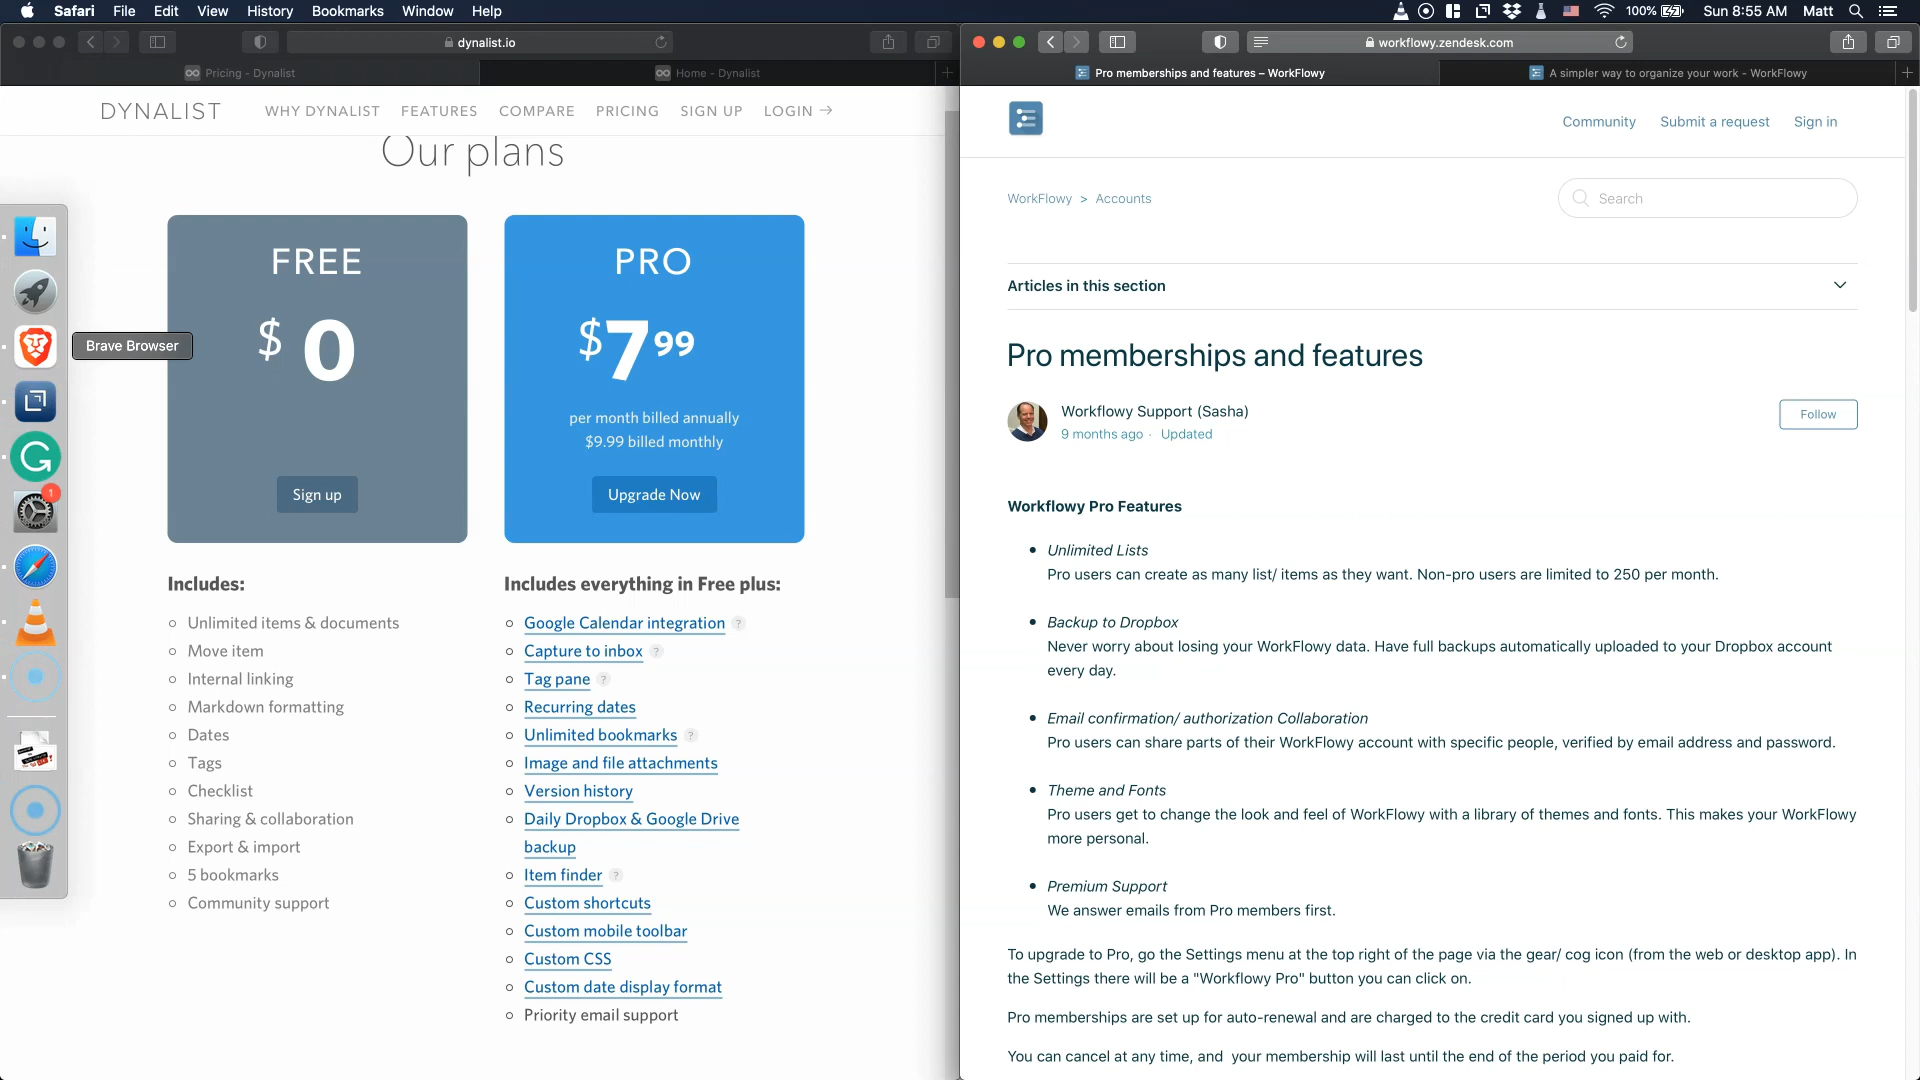 Safari File Edit View History Bookmarks Window Help
100% Sun 8:55 AM Matt
dynalist.io
Pricing - Dynalist
Home - Dynalist
DYNALIST WHY DYNALIST FEATURES COMPARE PRICING SIGN UP LOGIN →
Our plans
FREE
$ 0
Sign up
PRO
$7 99
per month billed annually
$9.99 billed monthly
Upgrade Now
Brave Browser
1
Includes:
Unlimited items & documents
Move item
Internal linking
Markdown formatting
Dates
Tags
Checklist
Sharing & collaboration
Export & import
5 bookmarks
Community support
Includes everything in Free plus:
Google Calendar integration ?
Capture to inbox ?
Tag pane ?
Recurring dates
Unlimited bookmarks ?
Image and file attachments
Version history
Daily Dropbox & Google Drive
backup
Item finder ?
Custom shortcuts
Custom mobile toolbar
Custom CSS
Custom date display format
Priority email support
workflowy.zendesk.com
Pro memberships and features – WorkFlowy
A simpler way to organize your work - WorkFlowy
Community Submit a request Sign in
WorkFlowy > Accounts
Search
Articles in this section
Pro memberships and features
Workflowy Support (Sasha)
9 months ago · Updated
Follow
Workflowy Pro Features
Unlimited Lists
Pro users can create as many list/ items as they want. Non-pro users are limited to 250 per month.
Backup to Dropbox
Never worry about losing your WorkFlowy data. Have full backups automatically uploaded to your Dropbox account
every day.
Email confirmation/ authorization Collaboration
Pro users can share parts of their WorkFlowy account with specific people, verified by email address and password.
Theme and Fonts
Pro users get to change the look and feel of WorkFlowy with a library of themes and fonts. This makes your WorkFlowy
more personal.
Premium Support
We answer emails from Pro members first.
To upgrade to Pro, go the Settings menu at the top right of the page via the gear/ cog icon (from the web or desktop app). In
the Settings there will be a "Workflowy Pro" button you can click on.
Pro memberships are set up for auto-renewal and are charged to the credit card you signed up with.
You can cancel at any time, and your membership will last until the end of the period you paid for.